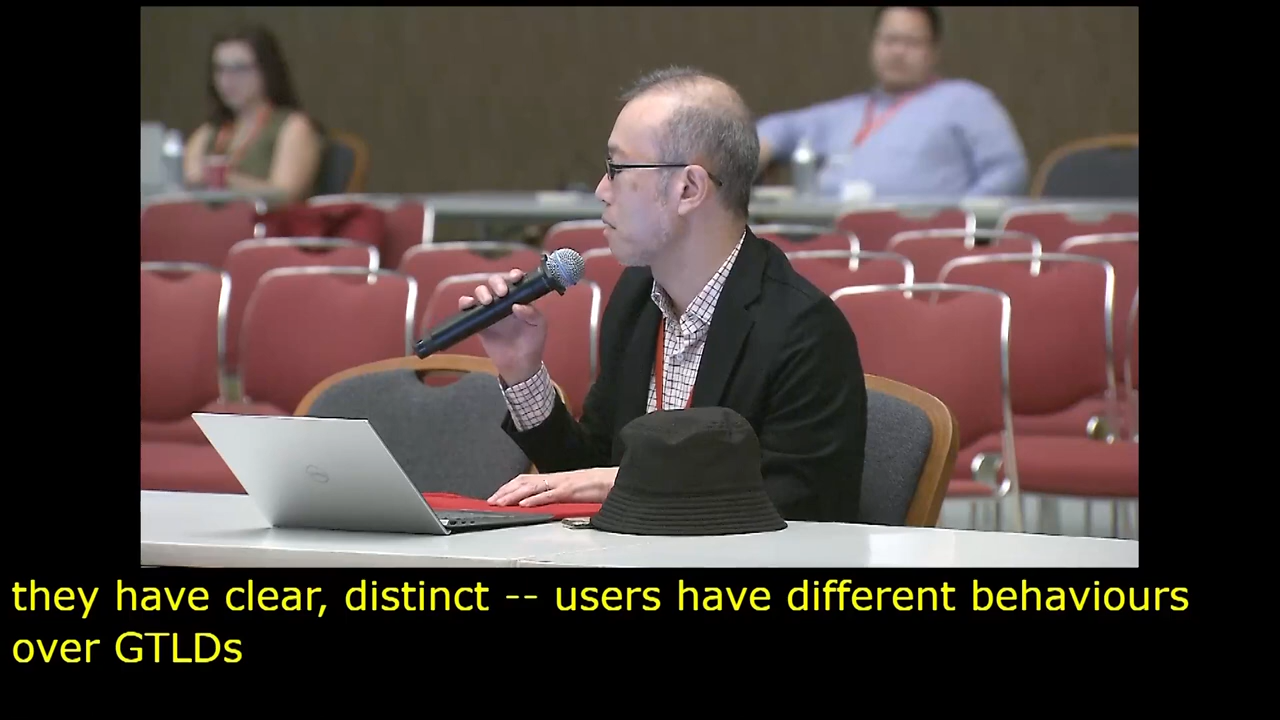 they have clear, distinct -- users have different behaviours
over GTLDs